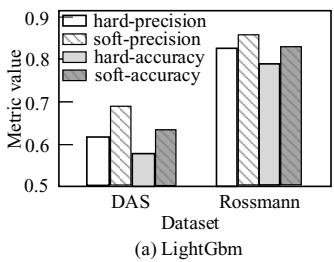 0.9
0.8
0.7
0.6
0.5
Metric value
hard-precision
soft-precision
hard-accuracy
soft-accuracy
DAS Rossmann
Dataset
(a) LightGbm